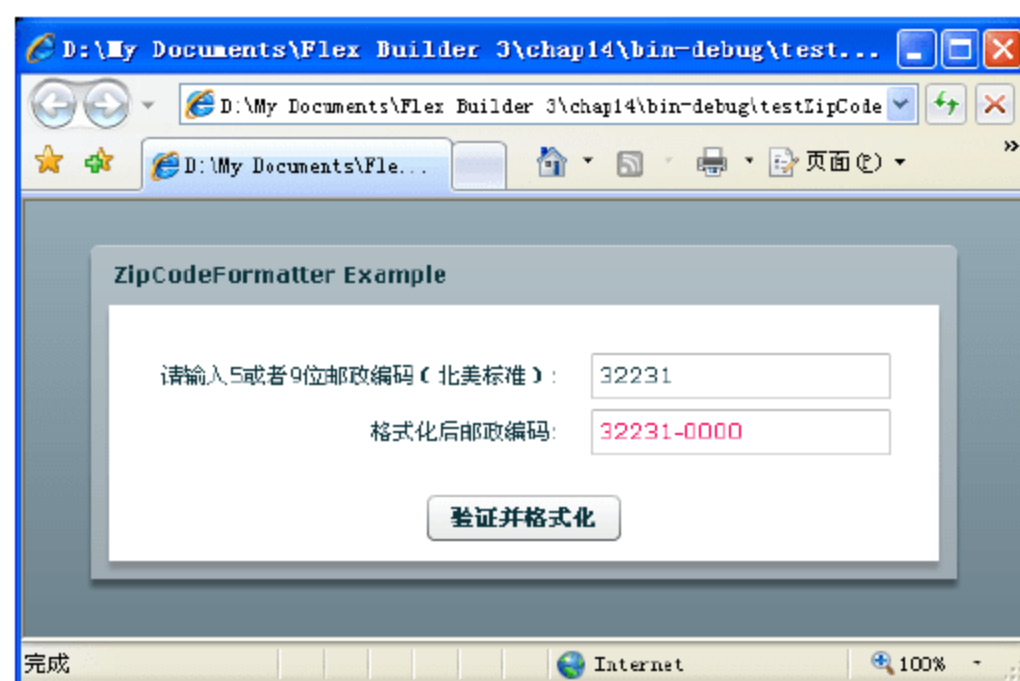 D:\My Documents\Flex Builder 3\chap14\bin-debug\test...
D:\My Documents\Flex Builder 3\chap14\bin-debug\testZipCode
D:\My Documents\Fle...
页面(P)
»
ZipCodeFormatter Example
请输入5或者9位邮政编码(北美标准): 32231
格式化后邮政编码: 32231-0000
验证并格式化
完成 Internet 100%